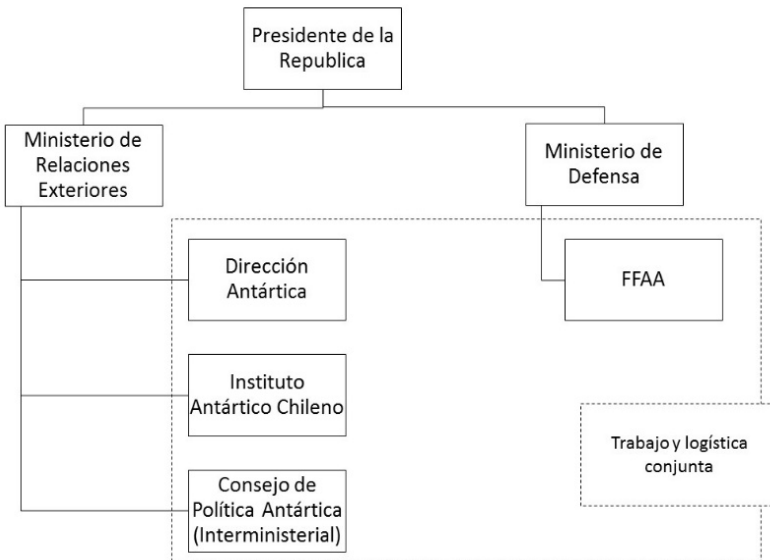 Presidente de la
Republica
Ministerio de
Relaciones
Exteriores
Ministerio de
Defensa
Dirección
Antártica
FFAA
Instituto
Antártico Chileno
Trabajo y logística
conjunta
Consejo de
Política Antártica
(Interministerial)